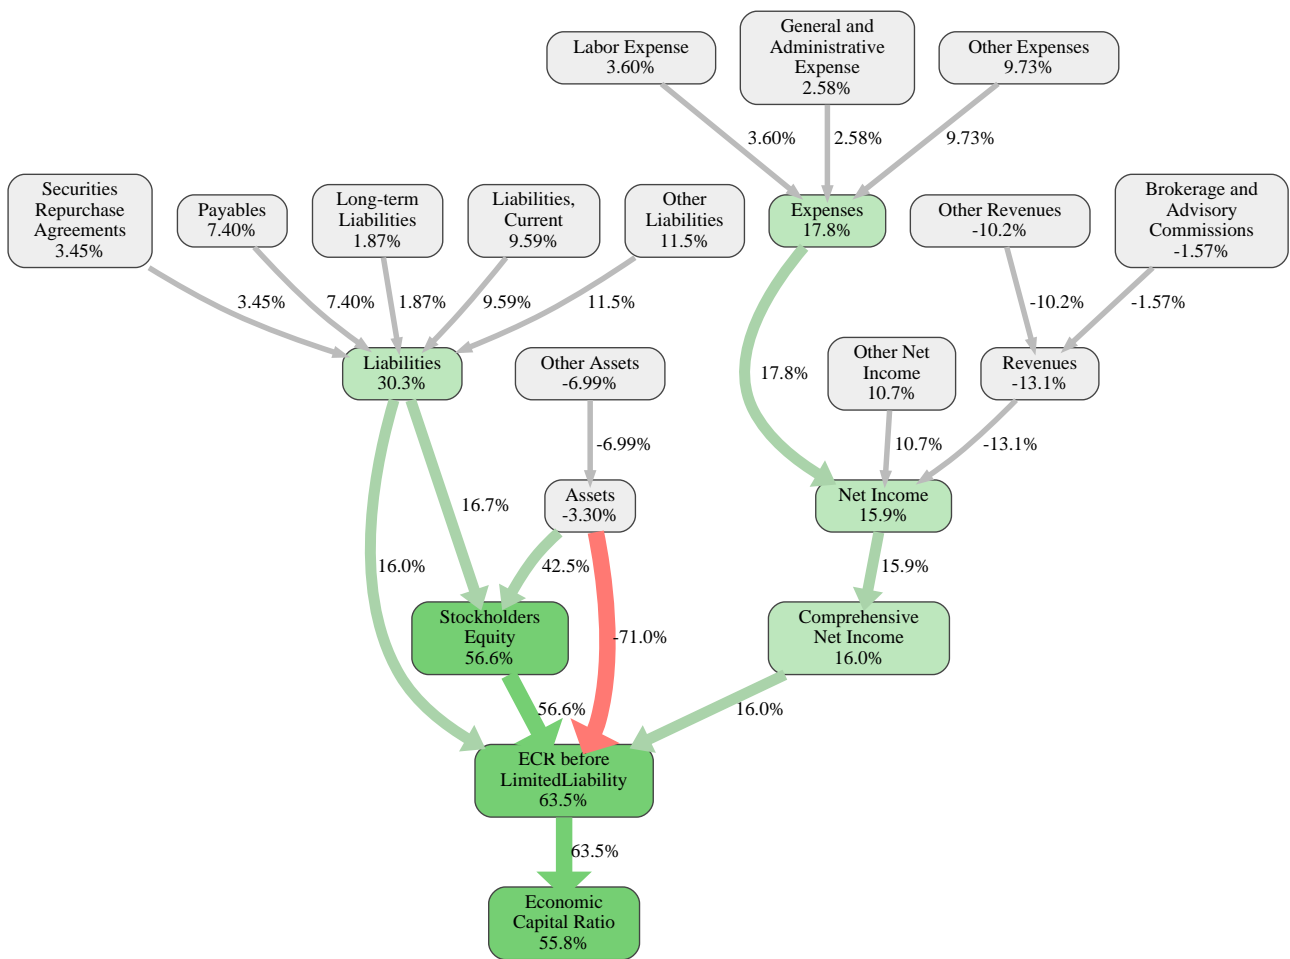 Labor Expense
3.60%
General and
Administrative
Expense
2.58%
Other Expenses
9.73%
3.60%
2.58%
9.73%
Securities
Repurchase
Agreements
3.45%
Payables
7.40%
Long-term
Liabilities
1.87%
Liabilities,
Current
9.59%
Other
Liabilities
11.5%
Expenses
17.8%
Other Revenues
-10.2%
Brokerage and
Advisory
Commissions
-1.57%
3.45%
7.40%
1.87%
9.59%
11.5%
-10.2%
-1.57%
Liabilities
30.3%
Other Assets
-6.99%
17.8%
Other Net
Income
10.7%
Revenues
-13.1%
-6.99%
10.7%
-13.1%
16.7%
Assets
-3.30%
Net Income
15.9%
16.0%
42.5%
15.9%
Stockholders
Equity
56.6%
-71.0%
Comprehensive
Net Income
16.0%
56.6%
16.0%
ECR before
LimitedLiability
63.5%
63.5%
Economic
Capital Ratio
55.8%